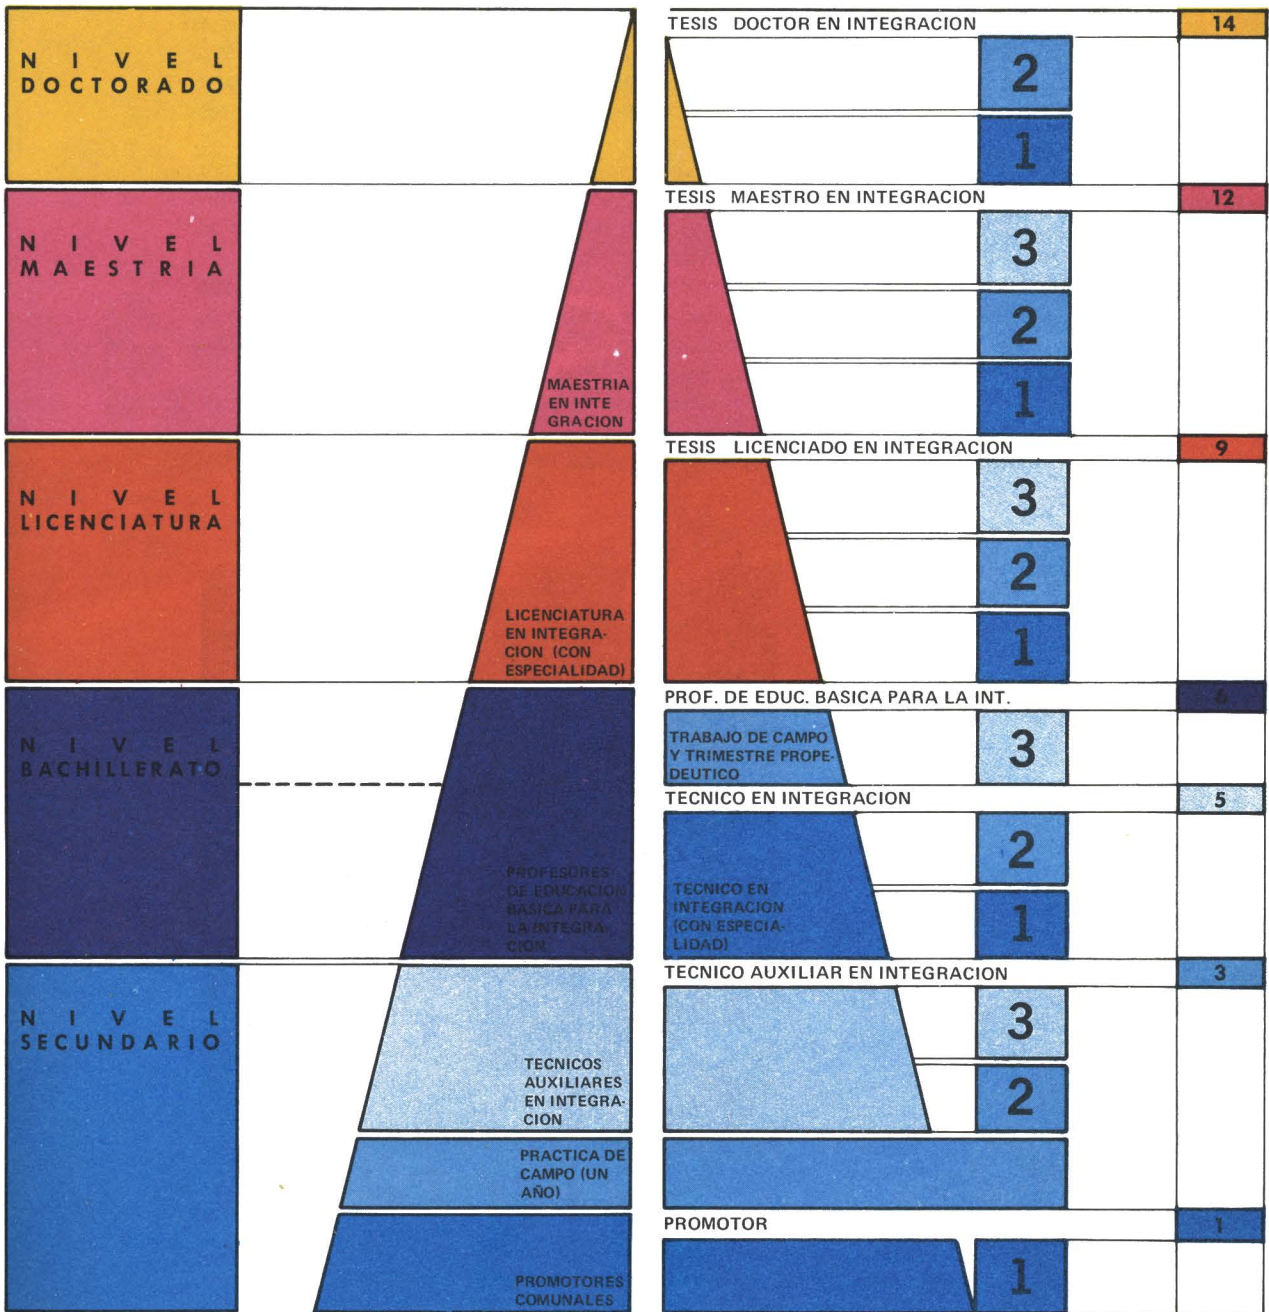 NIVEL
DOCTORADO
TESIS DOCTOR EN INTEGRACION
14
2
1
NIVEL
MAESTRIA
MAESTRIA
EN INTE
GRACION
TESIS MAESTRO EN INTEGRACION
12
3
2
1
NIVEL
LICENCIATURA
LICENCIATURA
EN INTEGRA-
CION (CON
ESPECIALIDAD)
TESIS LICENCIADO EN INTEGRACION
9
3
2
1
NIVEL
BACHILLERATO
PROFESORES
DE EDUCACION
BASICA PARA
LA INTEGRA-
CION
PROF. DE EDUC. BASICA PARA LA INT.
6
TRABAJO DE CAMPO
Y TRIMESTRE PROPE-
DEUTICO
3
TECNICO EN INTEGRACION
5
TECNICO EN
INTEGRACION
(CON ESPECIA-
LIDAD)
2
1
NIVEL
SECUNDARIO
TECNICOS
AUXILIARES
EN INTEGRA-
CION
PRACTICA DE
CAMPO (UN
AÑO)
PROMOTORES
COMUNALES
TECNICO AUXILIAR EN INTEGRACION
3
3
2
PROMOTOR
1
1